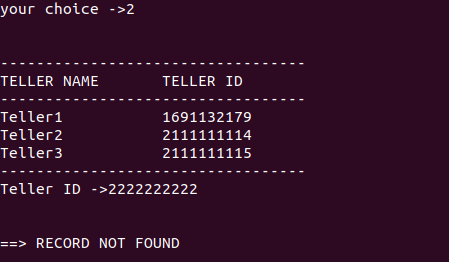 your choice ->2
----------------------------------
TELLER NAME       TELLER ID
----------------------------------
Teller1           1691132179
Teller2           2111111114
Teller3           2111111115
----------------------------------
Teller ID ->2222222222
==> RECORD NOT FOUND